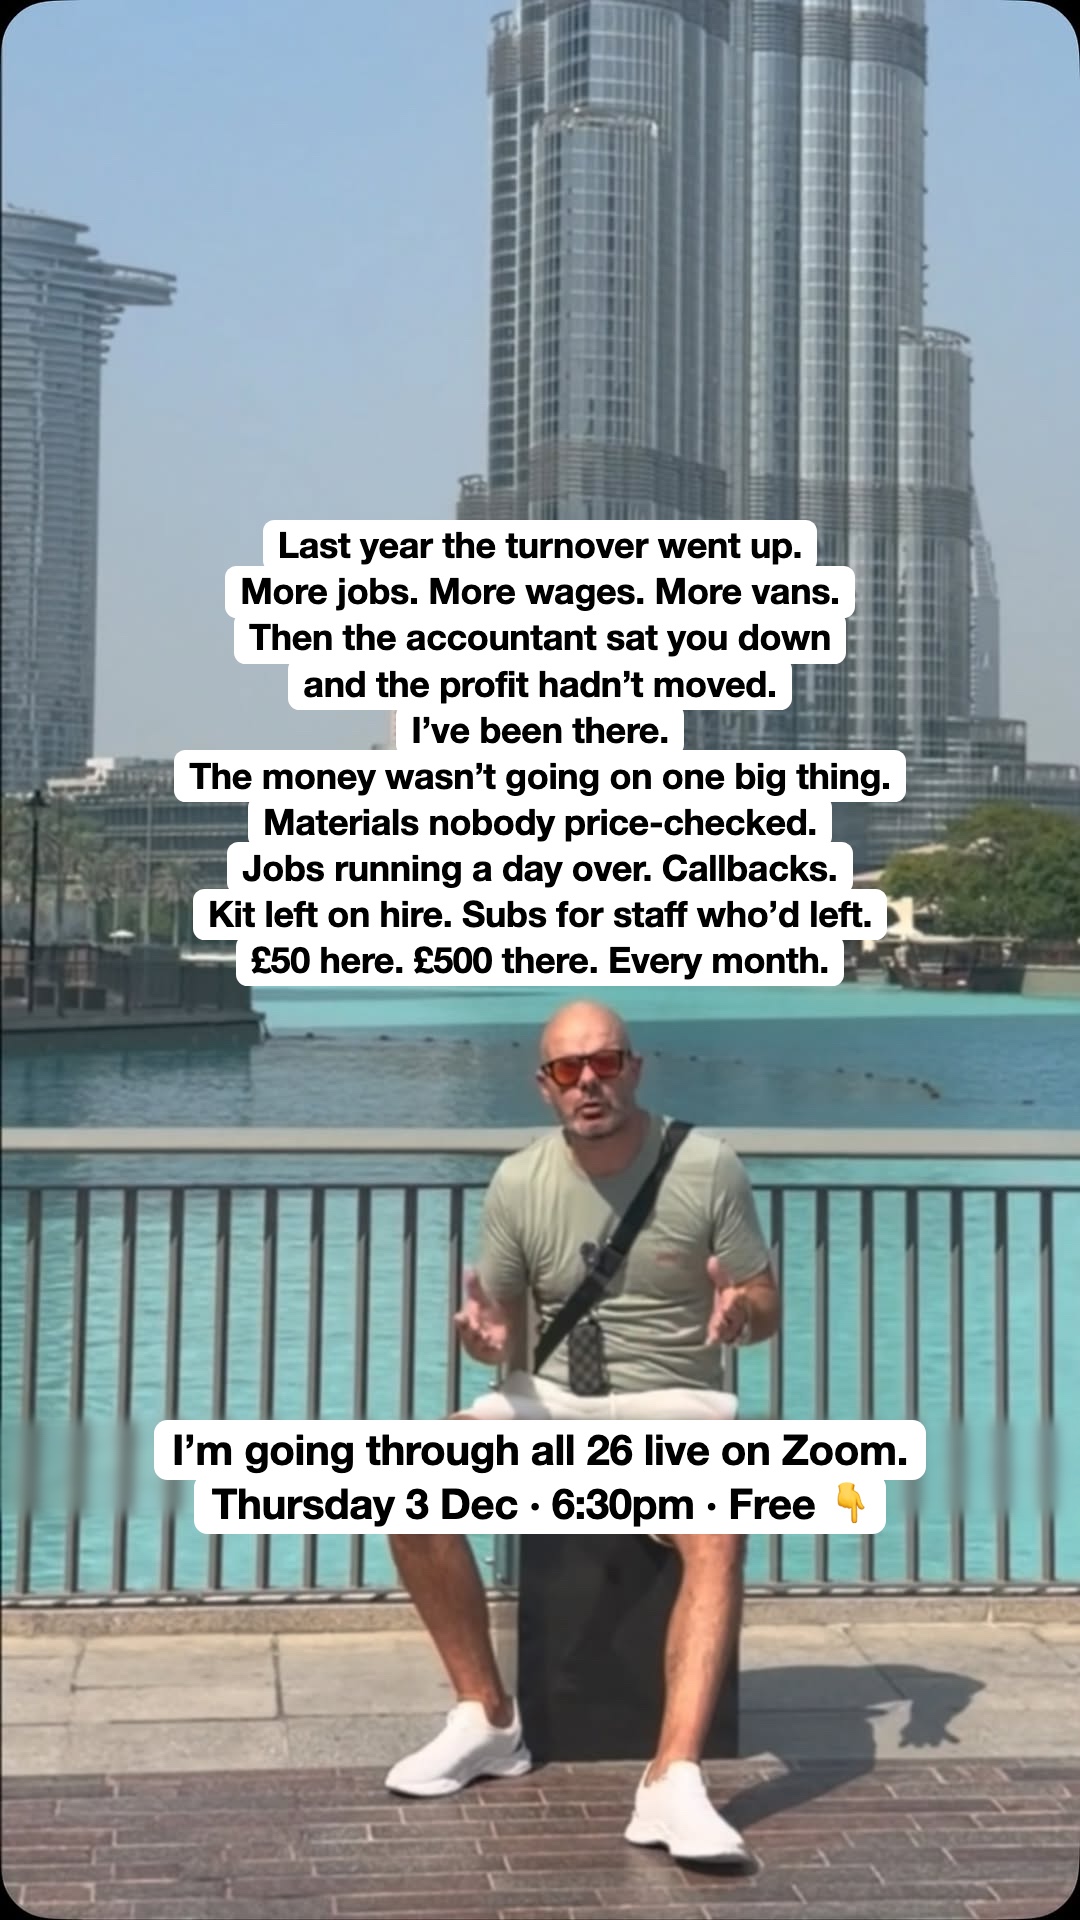 Last year the turnover went up.
More jobs. More wages. More vans.
Then the accountant sat you down
and the profit hadn’t moved.
I’ve been there.
The money wasn’t going on one big thing.
Materials nobody price-checked.
Jobs running a day over. Callbacks.
Kit left on hire. Subs for staff who’d left.
£50 here. £500 there. Every month.
I’m going through all 26 live on Zoom.
Thursday 3 Dec · 6:30pm · Free 👇